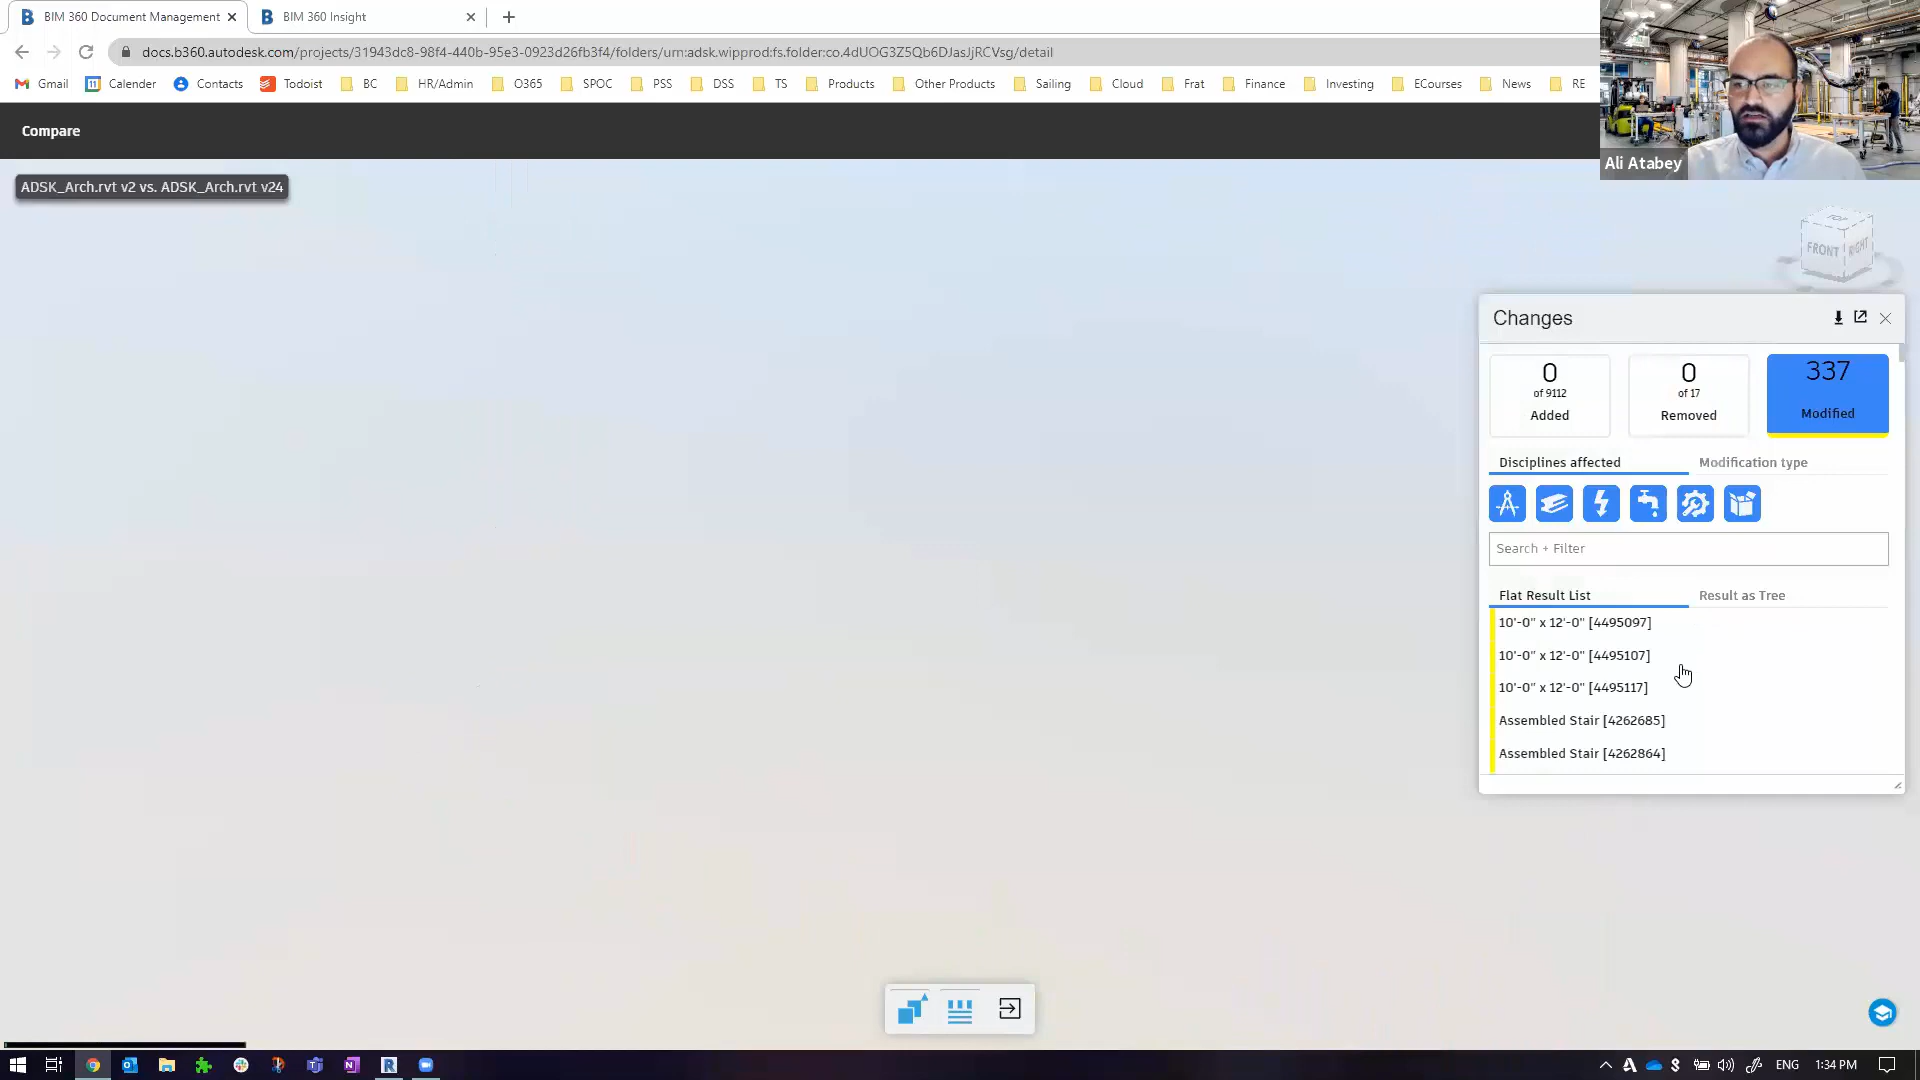 BIM 360 Document Management
BIM 360 Insight
docs.b360.autodesk.com/projects/31943dc8-98f4-440b-95e3-0923d26fb3f4/folders/urn:adsk.wipprod:fs.folder:co.4dUOG3Z5Qb6DJasJjRCVsg/detail
Gmail
Calender
Contacts
Todoist
BC
HR/Admin
O365
SPOC
PSS
DSS
TS
Products
Other Products
Sailing
Cloud
Frat
Finance
Investing
ECourses
News
RE
Compare
Ali Atabey
ADSK_Arch.rvt v2 vs. ADSK_Arch.rvt v24
TOP
FRONT
RIGHT
Changes
0
of 9112
Added
0
of 17
Removed
337
Modified
Disciplines affected
Modification type
Search + Filter
Flat Result List
Result as Tree
10'-0" x 12'-0" [4495097]
10'-0" x 12'-0" [4495107]
10'-0" x 12'-0" [4495117]
Assembled Stair [4262685]
Assembled Stair [4262864]
ENG
1:34 PM